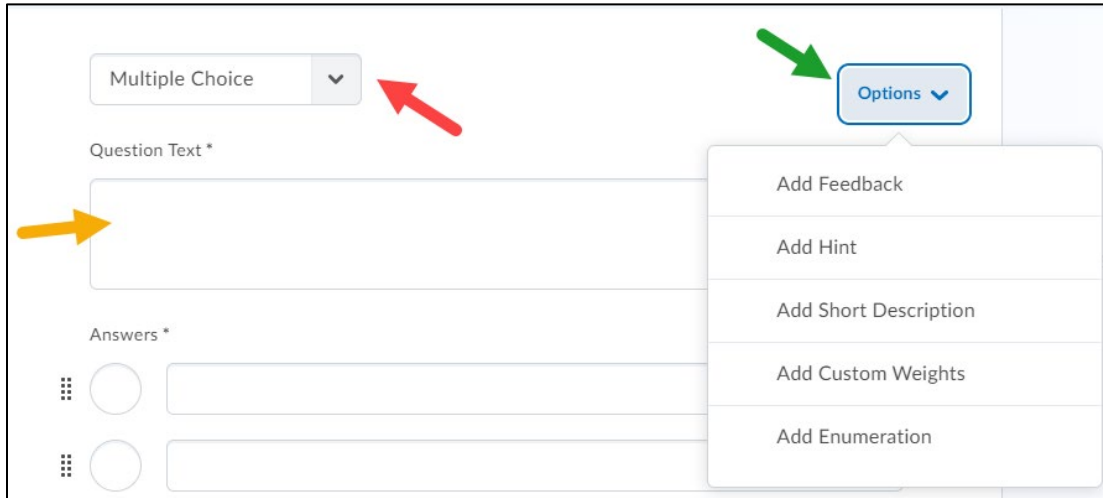 Multiple Choice
Options
Question Text *
Add Feedback
Add Hint
Add Short Description
Answers *
Add Custom Weights
Add Enumeration